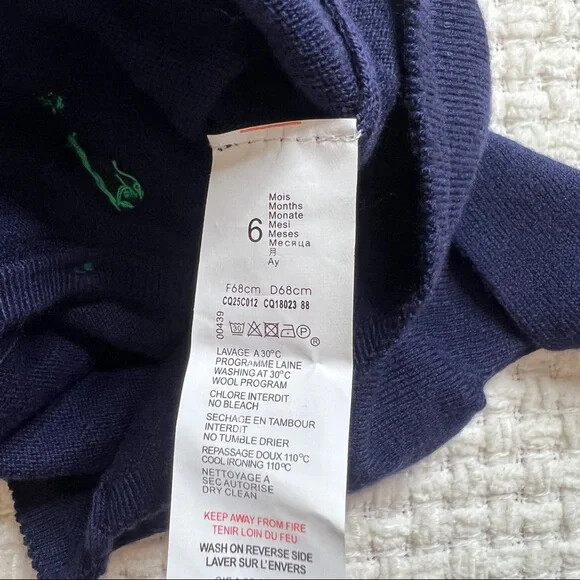 Mois
Months
Monate
Mesi
Meses
Месяца
月
Ay
6
F68cm D68cm
CQ25C012 CQ18023 88
00439
P
®
LAVAGE A 30°C
PROGRAMME LAINE
WASHING AT 30°C
WOOL PROGRAM
CHLORE INTERDIT
NO BLEACH
SECHAGE EN TAMBOUR
INTERDIT
NO TUMBLE DRIER
REPASSAGE DOUX 110°C
COOL IRONING 110°C
NETTOYAGE A
SEC AUTORISE
DRY CLEAN
KEEP AWAY FROM FIRE
TENIR LOIN DU FEU
WASH ON REVERSE SIDE
LAVER SUR L'ENVERS